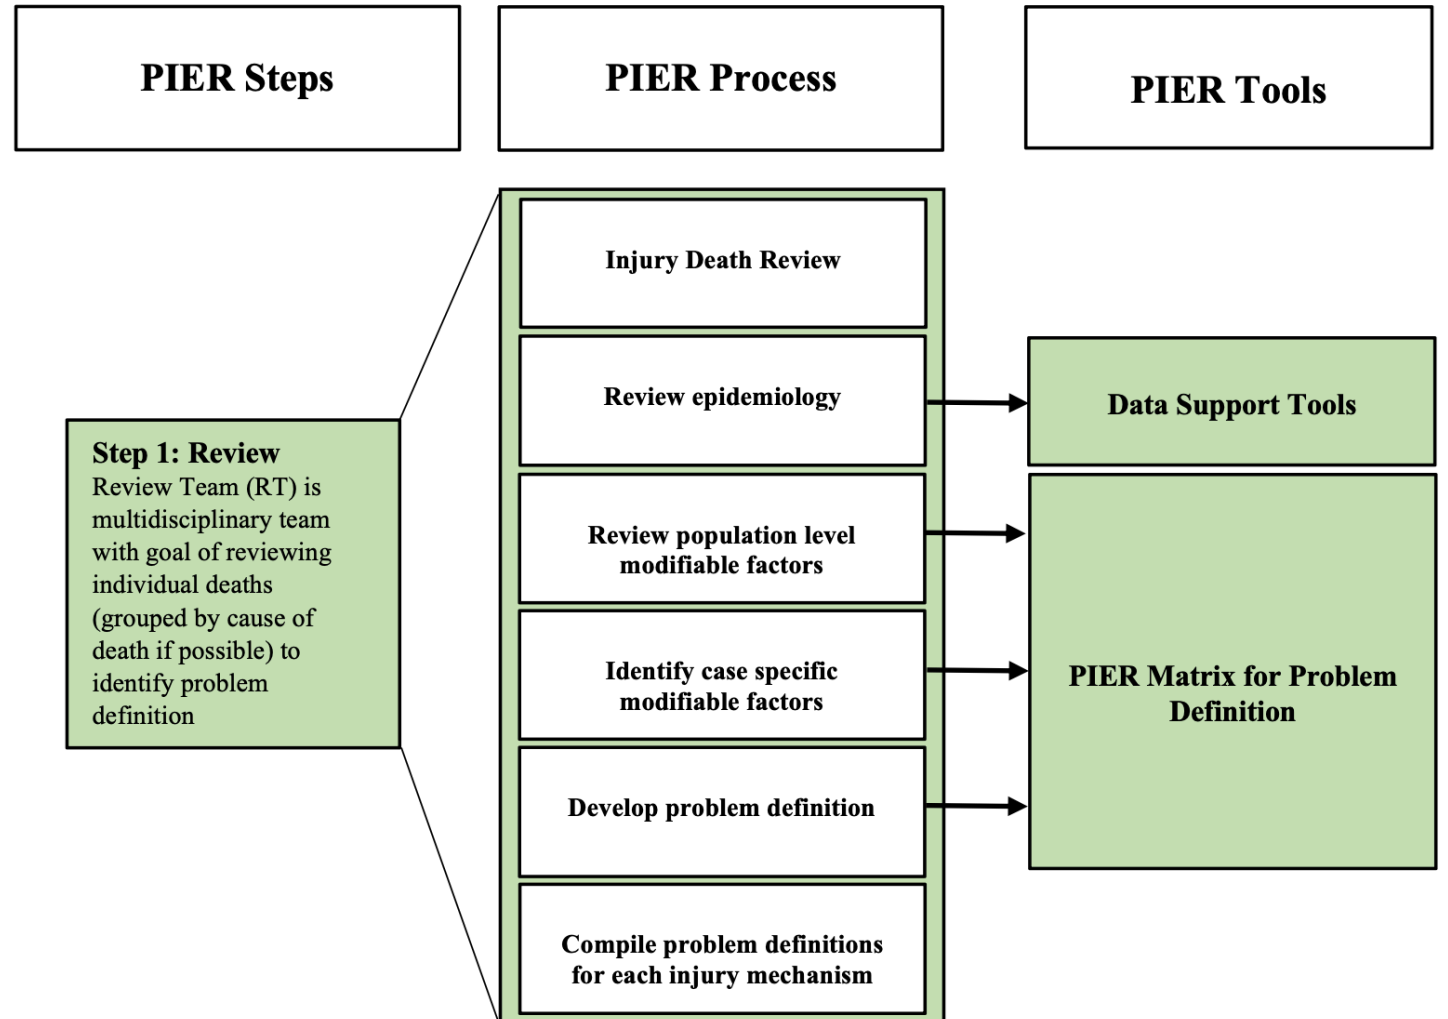 PIER Steps
PIER Process
PIER Tools
Step 1: Review
Review Team (RT) is
multidisciplinary team
with goal of reviewing
individual deaths
(grouped by cause of
death if possible) to
identify problem
definition
Injury Death Review
Review epidemiology
Review population level
modifiable factors
Identify case specific
modifiable factors
Develop problem definition
Compile problem definitions
for each injury mechanism
Data Support Tools
PIER Matrix for Problem
Definition